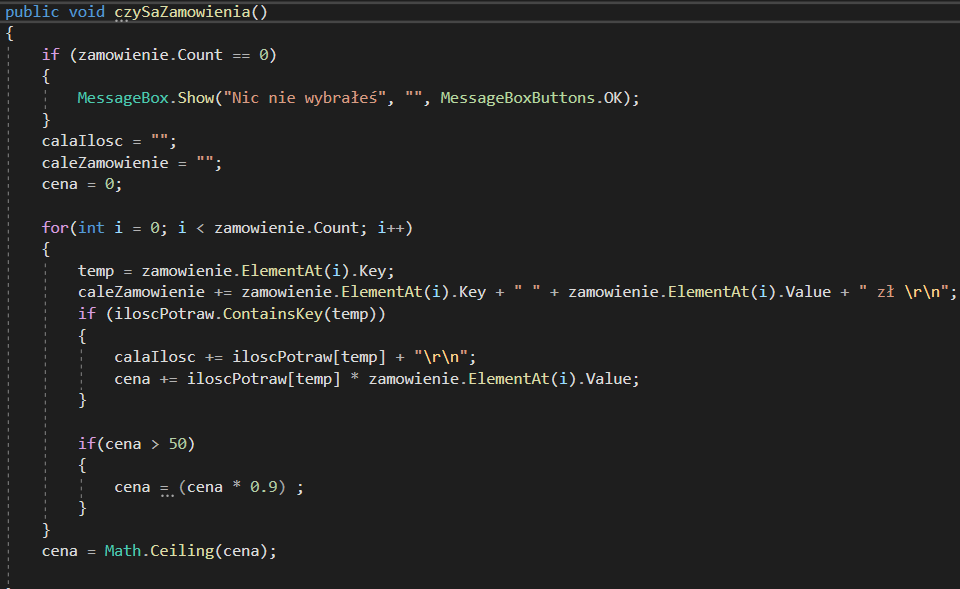 public void czySaZamowienia()
{
if (zamowienie.Count == 0)
{
MessageBox.Show("Nic nie wybrałeś", "", MessageBoxButtons.OK);
}
calaIlosc = "";
caleZamowienie = "";
cena = 0;
for(int i = 0; i < zamowienie.Count; i++)
{
temp = zamowienie.ElementAt(i).Key;
caleZamowienie += zamowienie.ElementAt(i).Key + " " + zamowienie.ElementAt(i).Value + " zł \r\n";
if (iloscPotraw.ContainsKey(temp))
{
calaIlosc += iloscPotraw[temp] + "\r\n";
cena += iloscPotraw[temp] * zamowienie.ElementAt(i).Value;
}
if(cena > 50)
{
cena = (cena * 0.9) ;
}
}
cena = Math.Ceiling(cena);